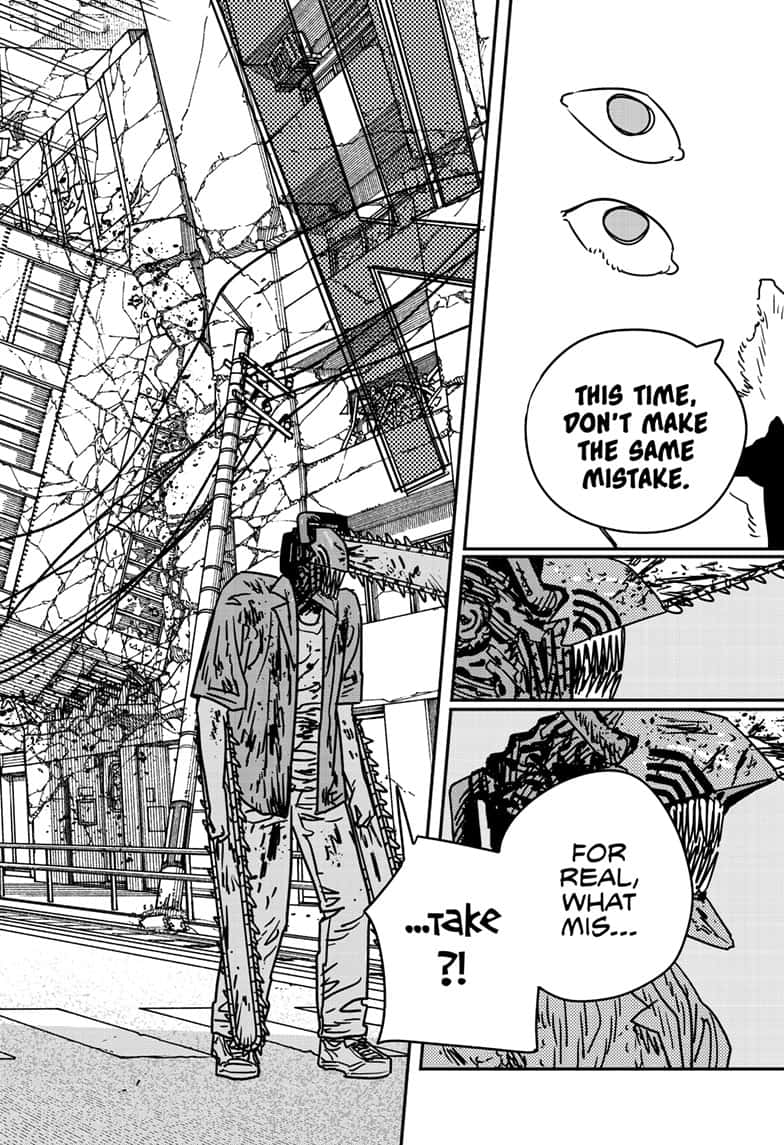 THIS TIME,
DON'T MAKE
THE SAME
MISTAKE.
FOR
REAL,
WHAT
MIS...
...TAKE
?!